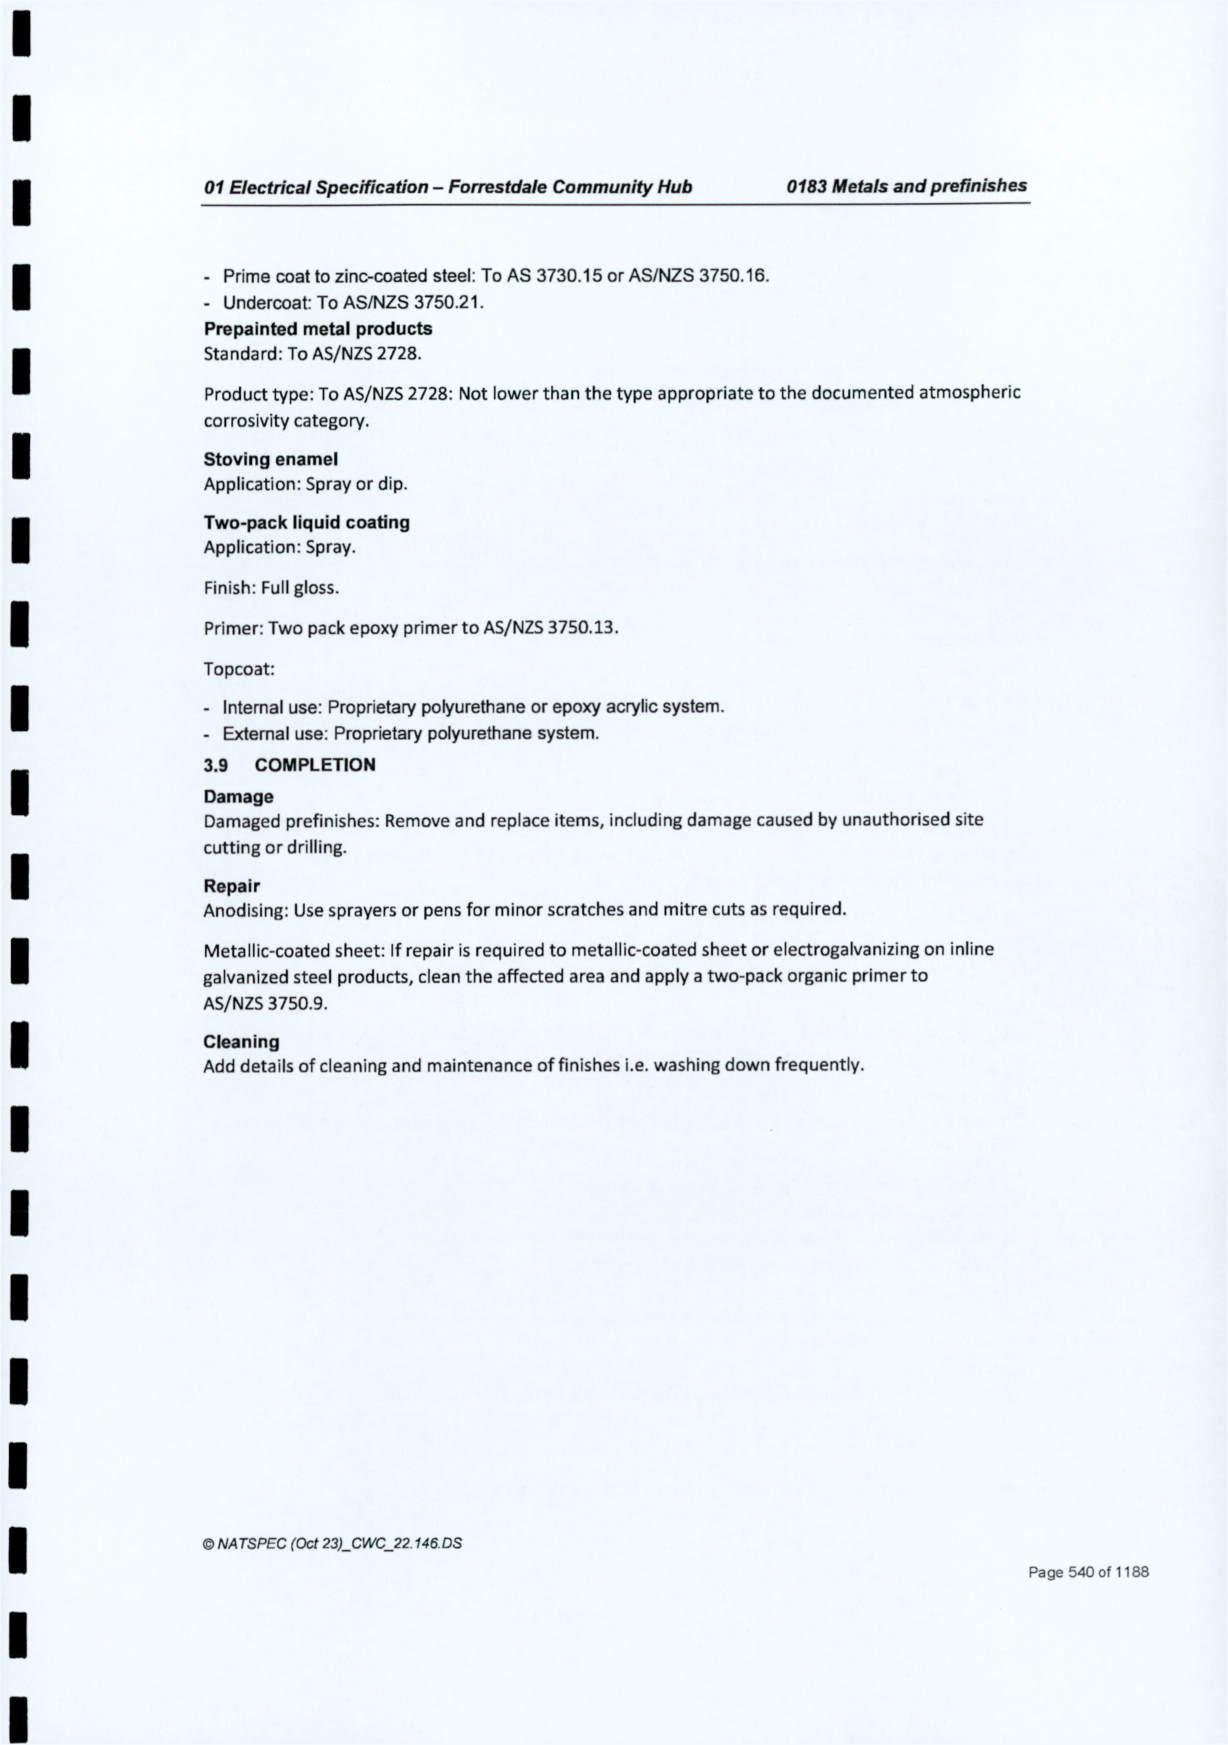 01 Electrical Specification – Forrestdale Community Hub 0183 Metals and prefinishes
- Prime coat to zinc-coated steel: To AS 3730.15 or AS/NZS 3750.16.
- Undercoat: To AS/NZS 3750.21.
Prepainted metal products
Standard: To AS/NZS 2728.
Product type: To AS/NZS 2728: Not lower than the type appropriate to the documented atmospheric
corrosivity category.
Stoving enamel
Application: Spray or dip.
Two-pack liquid coating
Application: Spray.
Finish: Full gloss.
Primer: Two pack epoxy primer to AS/NZS 3750.13.
Topcoat:
- Internal use: Proprietary polyurethane or epoxy acrylic system.
- External use: Proprietary polyurethane system.
3.9 COMPLETION
Damage
Damaged prefinishes: Remove and replace items, including damage caused by unauthorised site
cutting or drilling.
Repair
Anodising: Use sprayers or pens for minor scratches and mitre cuts as required.
Metallic-coated sheet: If repair is required to metallic-coated sheet or electrogalvanizing on inline
galvanized steel products, clean the affected area and apply a two-pack organic primer to
AS/NZS 3750.9.
Cleaning
Add details of cleaning and maintenance of finishes i.e. washing down frequently.
© NATSPEC (Oct 23)_CWC_22.146.DS
Page 540 of 1188